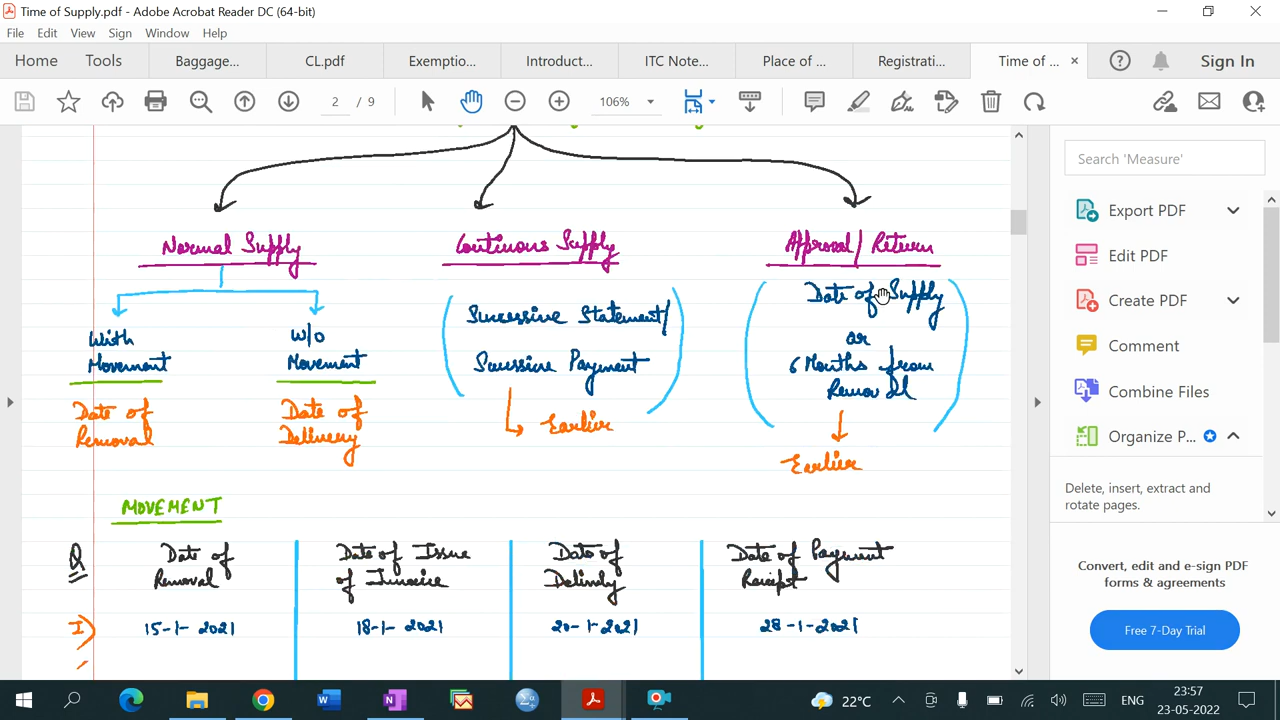 Time of Supply.pdf - Adobe Acrobat Reader DC (64-bit)
File Edit View Sign Window Help
Home Tools Baggage... CL.pdf Exemptio... Introduct... ITC Note... Place of ... Registrati... Time of ... × Sign In
2 / 9 106%
Normal Supply Continous Supply Approval/Return
With Movement
W/O Movement
Date of Removal
Date of Delivery
(Successive Statement/
Sucessive Payment)
Earlier
(Date of Supply
or
6 Months from
Removal)
Earlier
MOVEMENT
Q Date of Removal Date of Issue of Invoice Date of Delivery Date of Payment Reciept
I) 15-1-2021 18-1-2021 20-1-2021 28-1-2021
Search 'Measure'
Export PDF
Edit PDF
Create PDF
Comment
Combine Files
Organize P...
Delete, insert, extract and
rotate pages.
Convert, edit and e-sign PDF
forms & agreements
Free 7-Day Trial
22°C ENG 23:57
23-05-2022